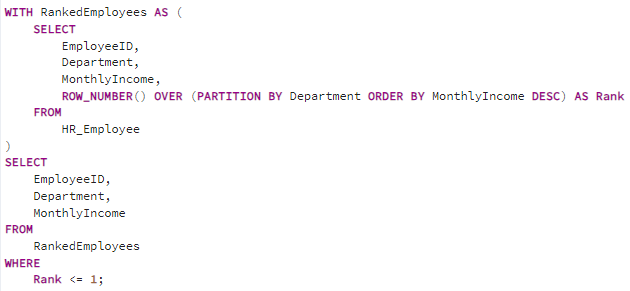 WITH RankedEmployees AS (
    SELECT
        EmployeeID,
        Department,
        MonthlyIncome,
        ROW_NUMBER() OVER (PARTITION BY Department ORDER BY MonthlyIncome DESC) AS Rank
    FROM
        HR_Employee
)
SELECT
    EmployeeID,
    Department,
    MonthlyIncome
FROM
    RankedEmployees
WHERE
    Rank <= 1;